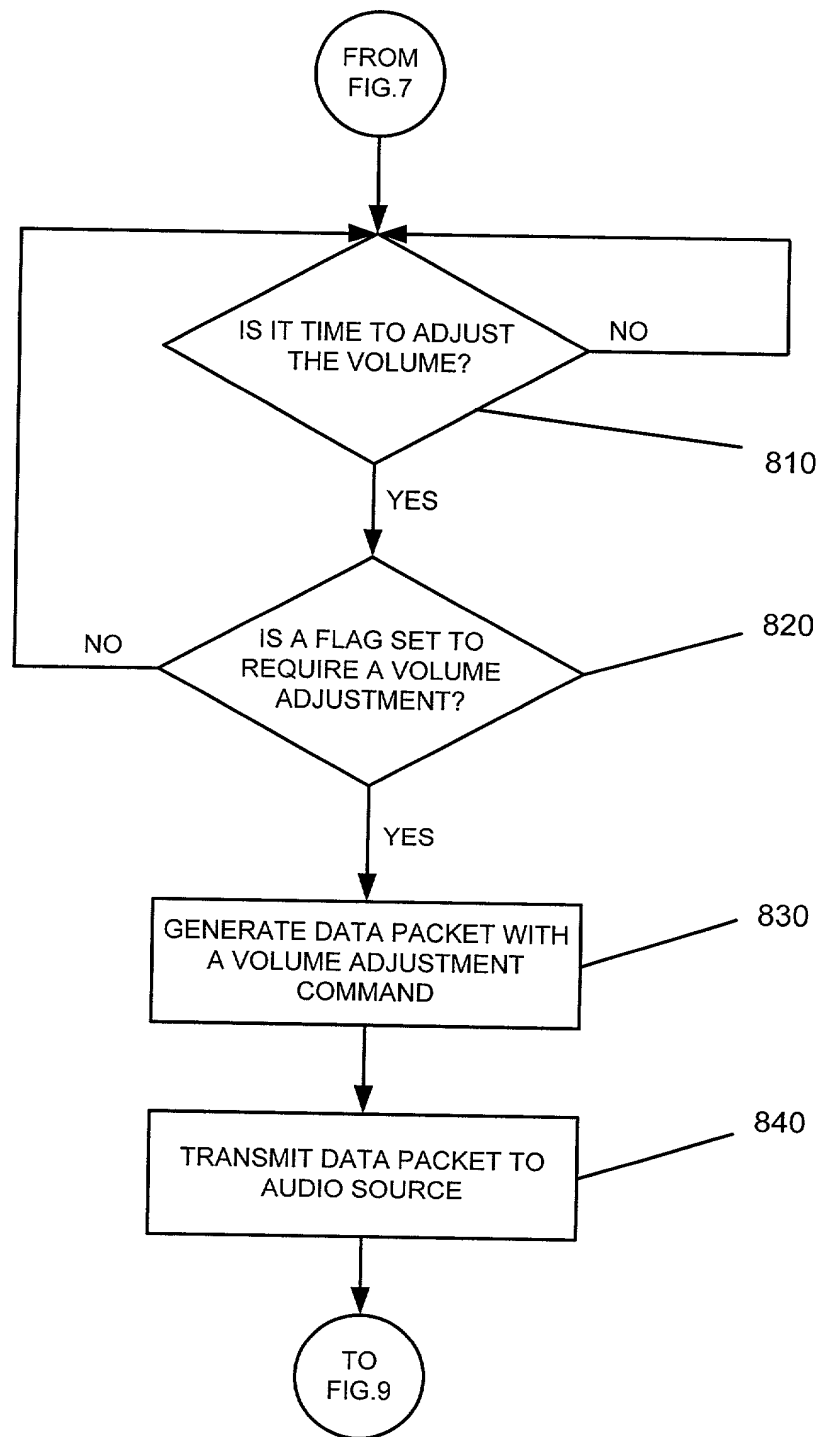 FROM
FIG.7
IS IT TIME TO ADJUST
THE VOLUME?
NO
810
YES
IS A FLAG SET TO
REQUIRE A VOLUME
ADJUSTMENT?
NO
820
YES
GENERATE DATA PACKET WITH
A VOLUME ADJUSTMENT
COMMAND
830
TRANSMIT DATA PACKET TO
AUDIO SOURCE
840
TO
FIG.9